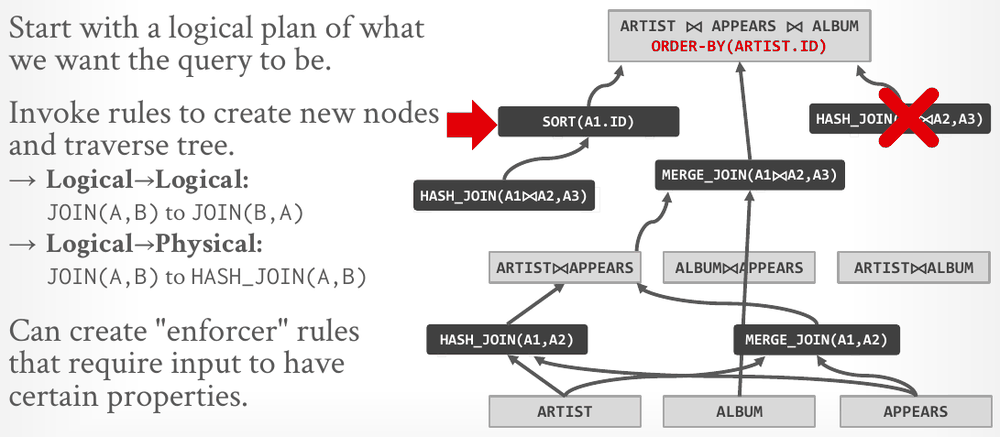 Start with a logical plan of what
we want the query to be.
Invoke rules to create new nodes
and traverse tree.
→ Logical→Logical:
JOIN(A,B) to JOIN(B,A)
→ Logical→Physical:
JOIN(A,B) to HASH_JOIN(A,B)
Can create "enforcer" rules
that require input to have
certain properties.
ARTIST ⋈ APPEARS ⋈ ALBUM
ORDER-BY(ARTIST.ID)
SORT(A1.ID)
HASH_JOIN(A1⋈A2,A3)
HASH_JOIN(A1⋈A2,A3)
MERGE_JOIN(A1⋈A2,A3)
ARTIST⋈APPEARS
ALBUM⋈APPEARS
ARTIST⋈ALBUM
HASH_JOIN(A1,A2)
MERGE_JOIN(A1,A2)
ARTIST
ALBUM
APPEARS